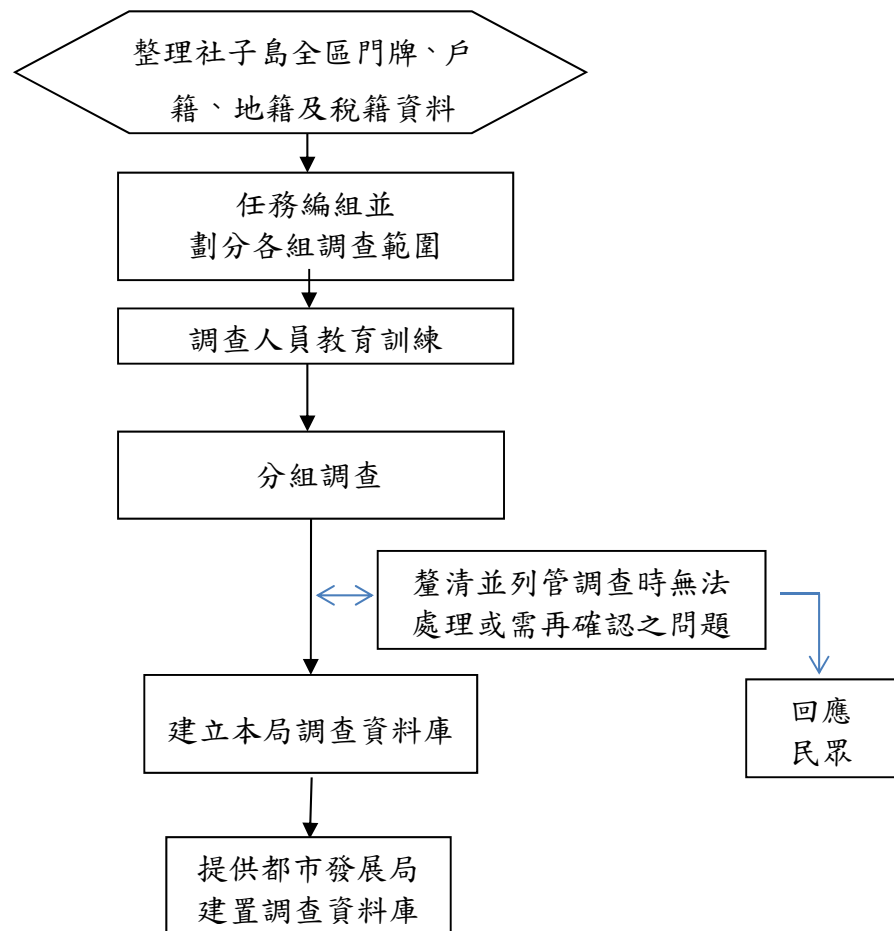 整理社子島全區門牌、戶
籍、地籍及稅籍資料
任務編組並
劃分各組調查範圍
調查人員教育訓練
分組調查
釐清並列管調查時無法
處理或需再確認之問題
回應
民眾
建立本局調查資料庫
提供都市發展局
建置調查資料庫